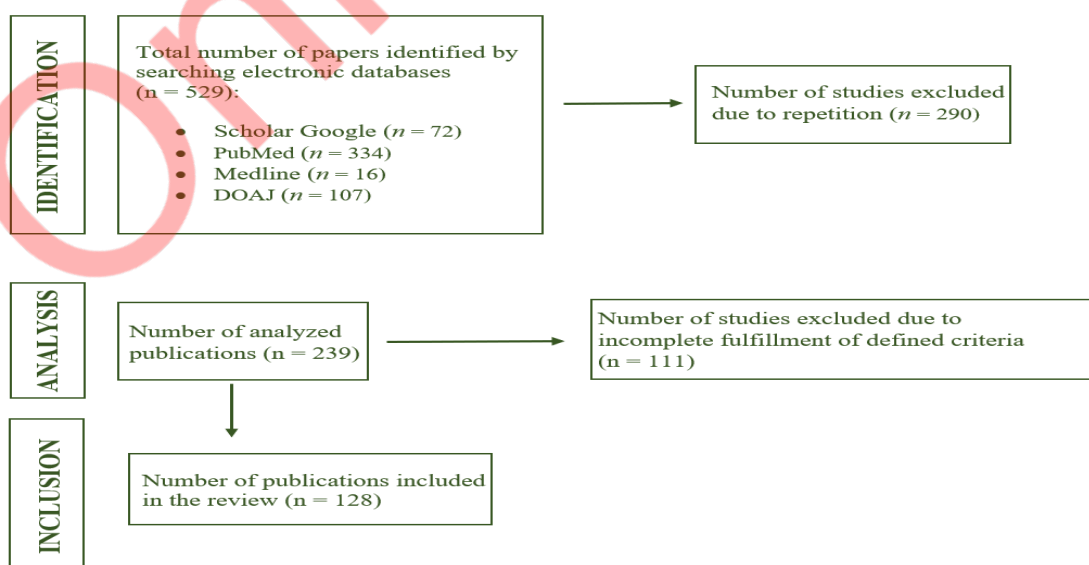 IDENTIFICATION
Total number of papers identified by
searching electronic databases
(n = 529):
• Scholar Google (n = 72)
• PubMed (n = 334)
• Medline (n = 16)
• DOAJ (n = 107)
Number of studies excluded
due to repetition (n = 290)
ANALYSIS
Number of analyzed
publications (n = 239)
Number of studies excluded due to
incomplete fulfillment of defined criteria
(n = 111)
INCLUSION
Number of publications included
in the review (n = 128)